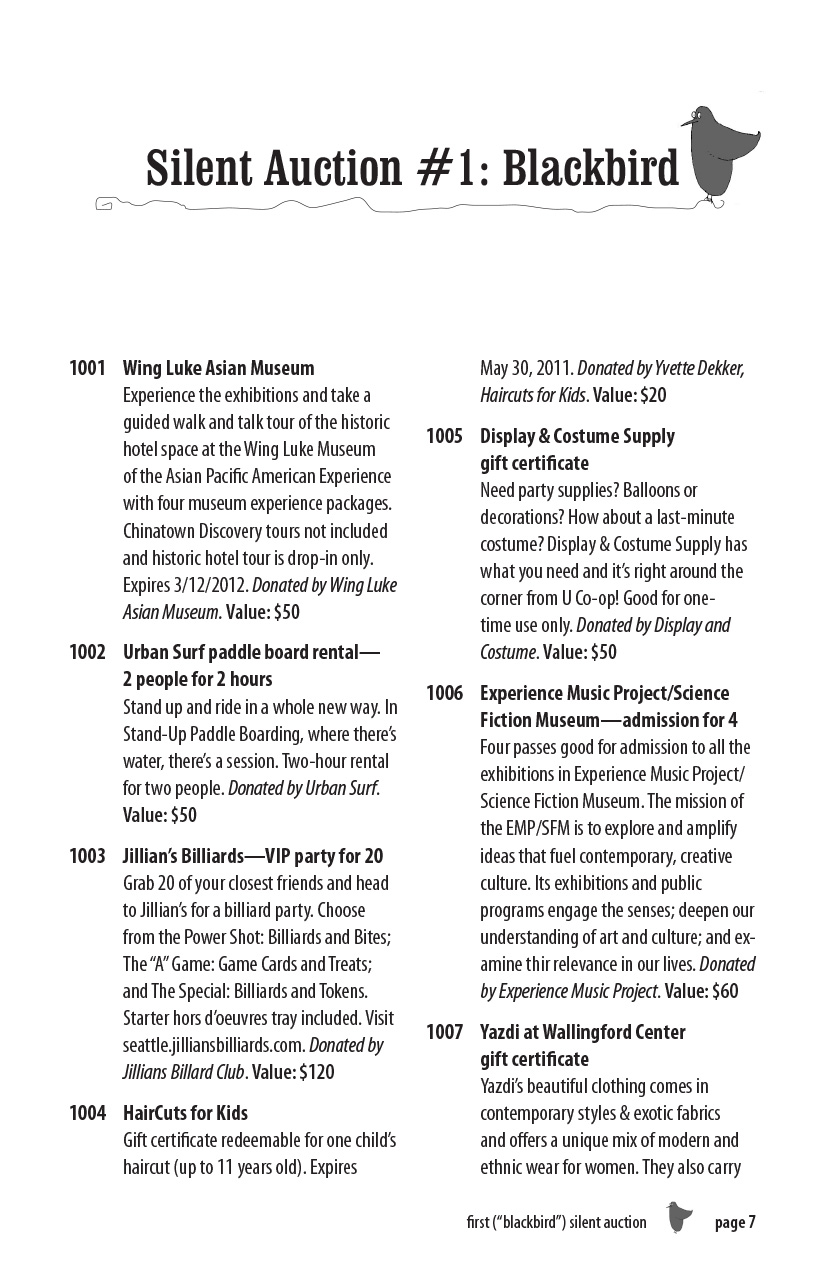 Silent Auction #1: Blackbird
1001 Wing Luke Asian Museum
Experience the exhibitions and take a
guided walk and talk tour of the historic
hotel space at the Wing Luke Museum
of the Asian Pacific American Experience
with four museum experience packages.
Chinatown Discovery tours not included
and historic hotel tour is drop-in only.
Expires 3/12/2012. Donated by Wing Luke
Asian Museum. Value: $50
1002 Urban Surf paddle board rental—
2 people for 2 hours
Stand up and ride in a whole new way. In
Stand-Up Paddle Boarding, where there's
water, there's a session. Two-hour rental
for two people. Donated by Urban Surf.
Value: $50
1003 Jillian's Billiards—VIP party for 20
Grab 20 of your closest friends and head
to Jillian's for a billiard party. Choose
from the Power Shot: Billiards and Bites;
The “A” Game: Game Cards and Treats;
and The Special: Billiards and Tokens.
Starter hors d'oeuvres tray included. Visit
seattle.jilliansbilliards.com. Donated by
Jillians Billard Club. Value: $120
1004 HairCuts for Kids
Gift certificate redeemable for one child's
haircut (up to 11 years old). Expires
May 30, 2011. Donated by Yvette Dekker,
Haircuts for Kids. Value: $20
1005 Display & Costume Supply
gift certificate
Need party supplies? Balloons or
decorations? How about a last-minute
costume? Display & Costume Supply has
what you need and it's right around the
corner from U Co-op! Good for one-
time use only. Donated by Display and
Costume. Value: $50
1006 Experience Music Project/Science
Fiction Museum—admission for 4
Four passes good for admission to all the
exhibitions in Experience Music Project/
Science Fiction Museum. The mission of
the EMP/SFM is to explore and amplify
ideas that fuel contemporary, creative
culture. Its exhibitions and public
programs engage the senses; deepen our
understanding of art and culture; and ex-
amine thir relevance in our lives. Donated
by Experience Music Project. Value: $60
1007 Yazdi at Wallingford Center
gift certificate
Yazdi's beautiful clothing comes in
contemporary styles & exotic fabrics
and offers a unique mix of modern and
ethnic wear for women. They also carry
first (“blackbird”) silent auction page 7